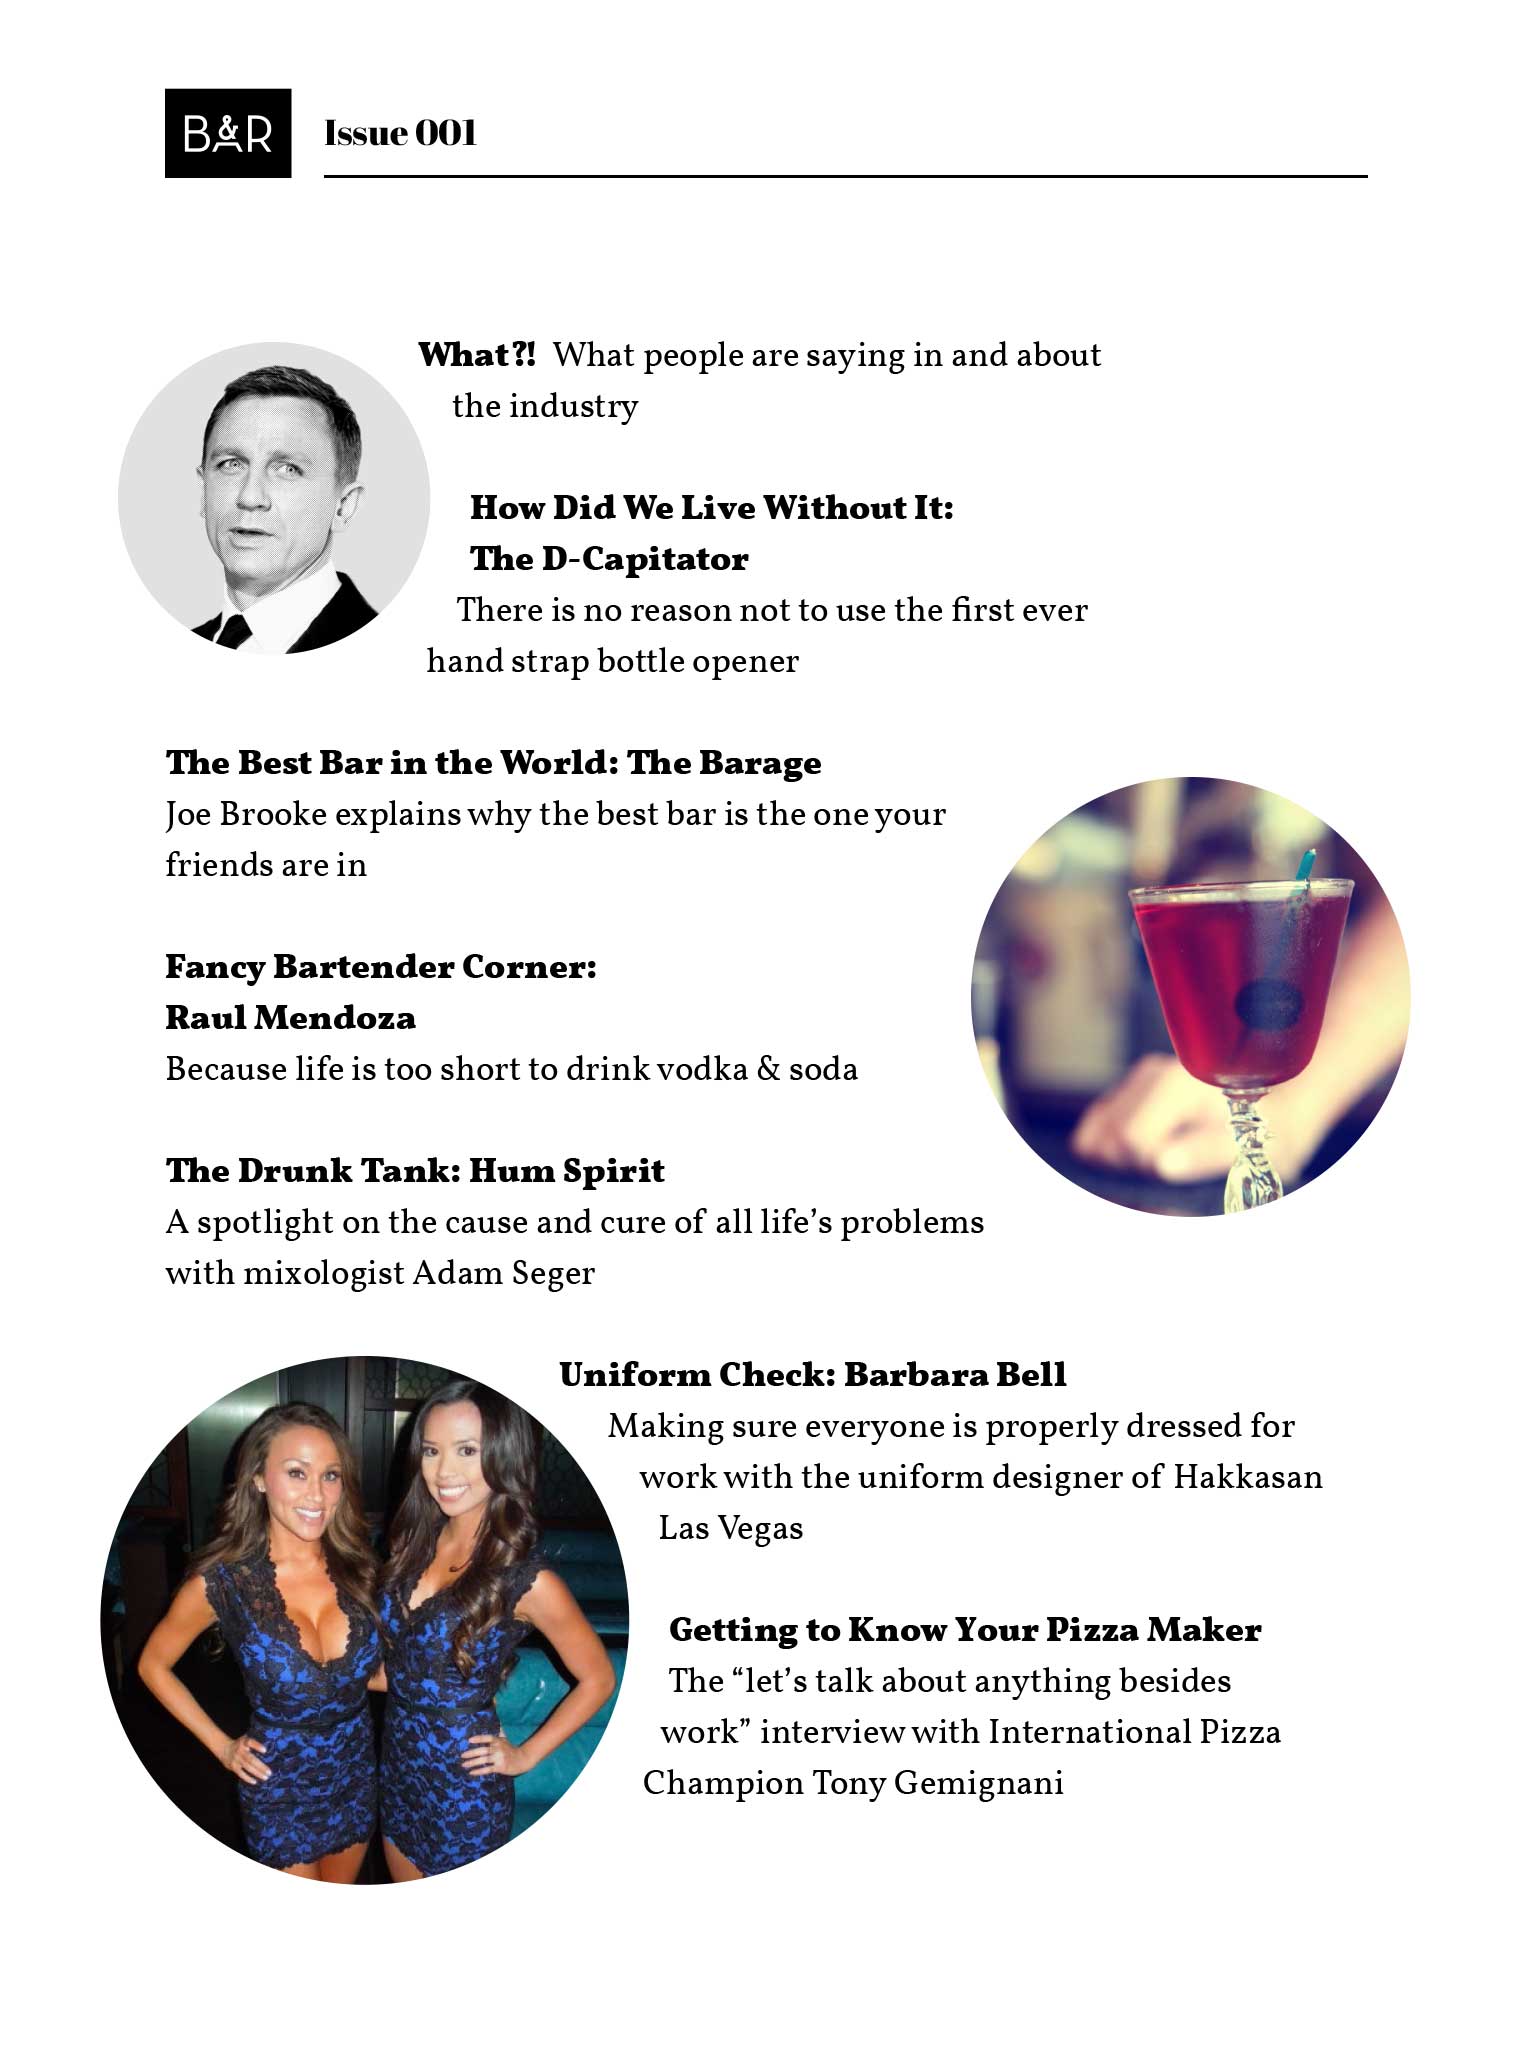 B&R
Issue 001
What?! What people are saying in and about
the industry
How Did We Live Without It:
The D-Capitator
There is no reason not to use the first ever
hand strap bottle opener
The Best Bar in the World: The Barage
Joe Brooke explains why the best bar is the one your
friends are in
Fancy Bartender Corner:
Raul Mendoza
Because life is too short to drink vodka & soda
The Drunk Tank: Hum Spirit
A spotlight on the cause and cure of all life’s problems
with mixologist Adam Seger
Uniform Check: Barbara Bell
Making sure everyone is properly dressed for
work with the uniform designer of Hakkasan
Las Vegas
Getting to Know Your Pizza Maker
The “let’s talk about anything besides
work” interview with International Pizza
Champion Tony Gemignani